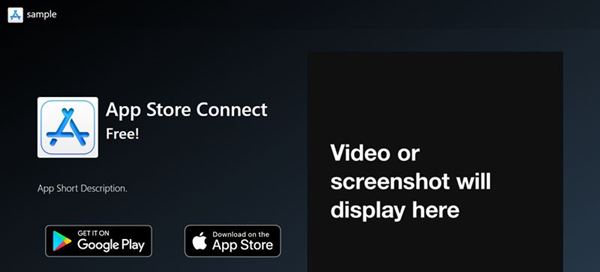 sample
App Store Connect
Free!
App Short Description.
GET IT ON
Google Play
Download on the
App Store
Video or
screenshot will
display here